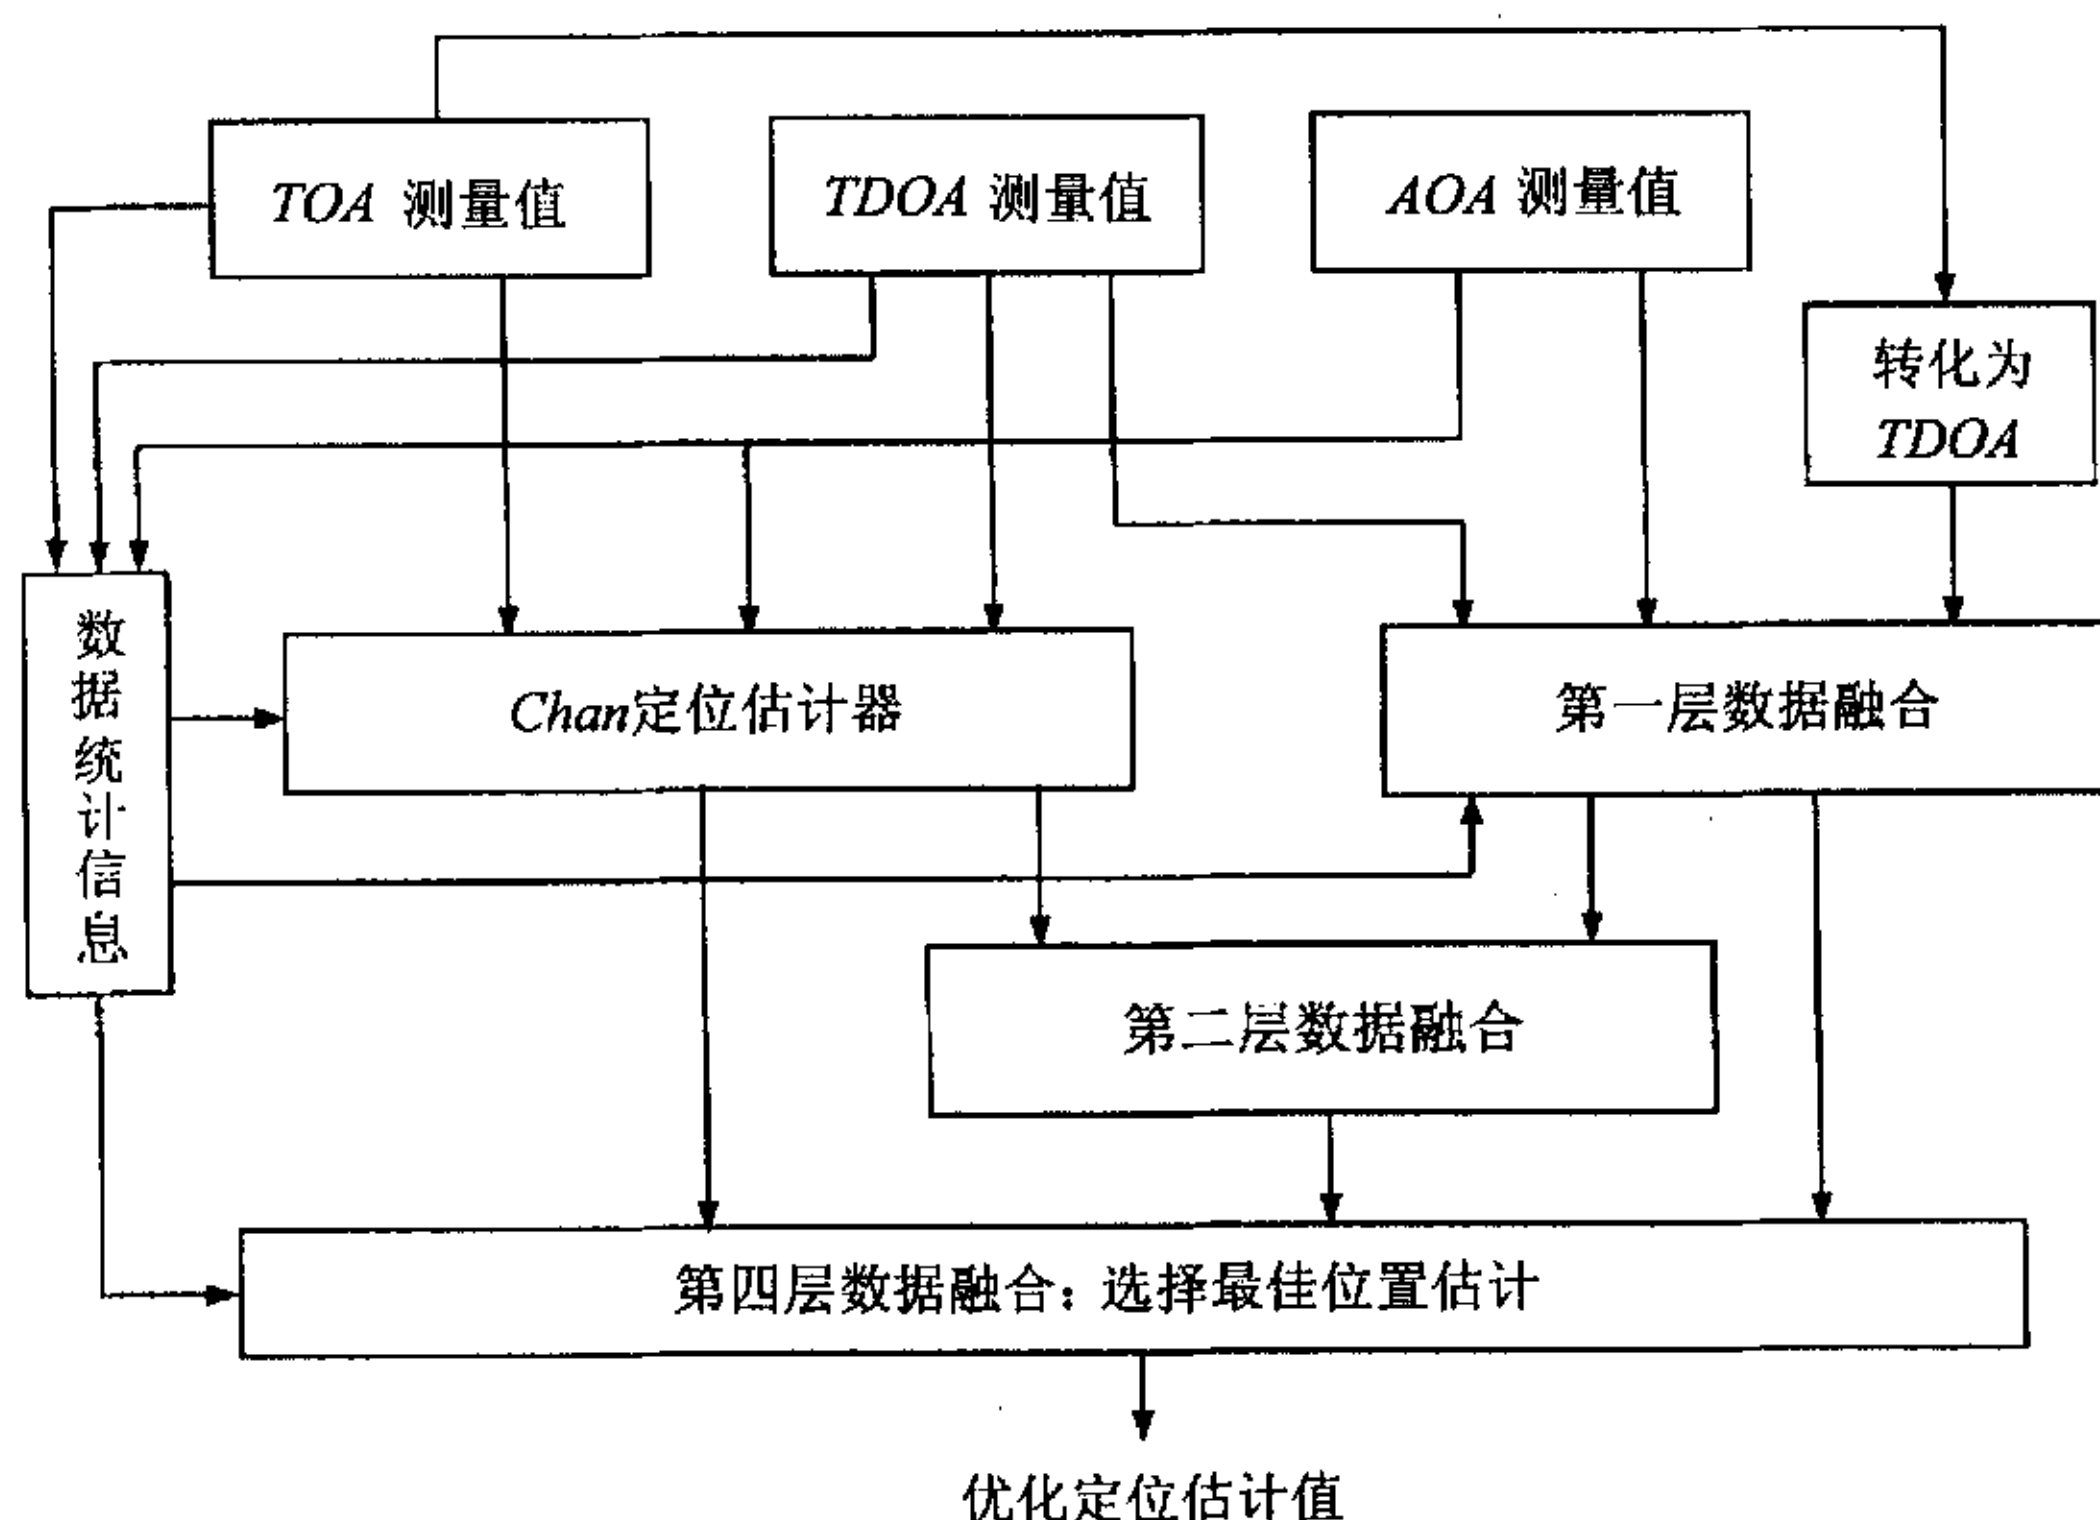 TOA 测量值
TDOA 测量值
AOA 测量值
转化为
TDOA
数据统计信息
Chan定位估计器
第一层数据融合
第二层数据融合
第四层数据融合：选择最佳位置估计
优化定位估计值